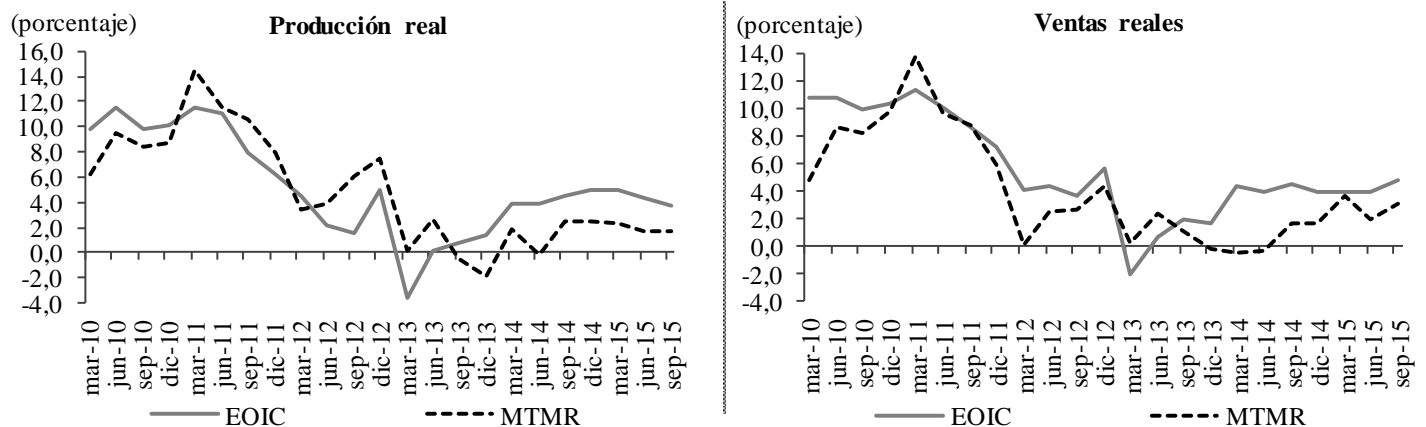 (porcentaje)
Producción real
16,0
14,0
12,0
10,0
8,0
6,0
4,0
2,0
0,0
-2,0
-4,0
mar-10
jun-10
sep-10
dic-10
mar-11
jun-11
sep-11
dic-11
mar-12
jun-12
sep-12
dic-12
mar-13
jun-13
sep-13
dic-13
mar-14
jun-14
sep-14
dic-14
mar-15
jun-15
sep-15
EOIC
MTMR
(porcentaje)
Ventas reales
14,0
12,0
10,0
8,0
6,0
4,0
2,0
0,0
-2,0
-4,0
mar-10
jun-10
sep-10
dic-10
mar-11
jun-11
sep-11
dic-11
mar-12
jun-12
sep-12
dic-12
mar-13
jun-13
sep-13
dic-13
mar-14
jun-14
sep-14
dic-14
mar-15
jun-15
sep-15
EOIC
MTMR